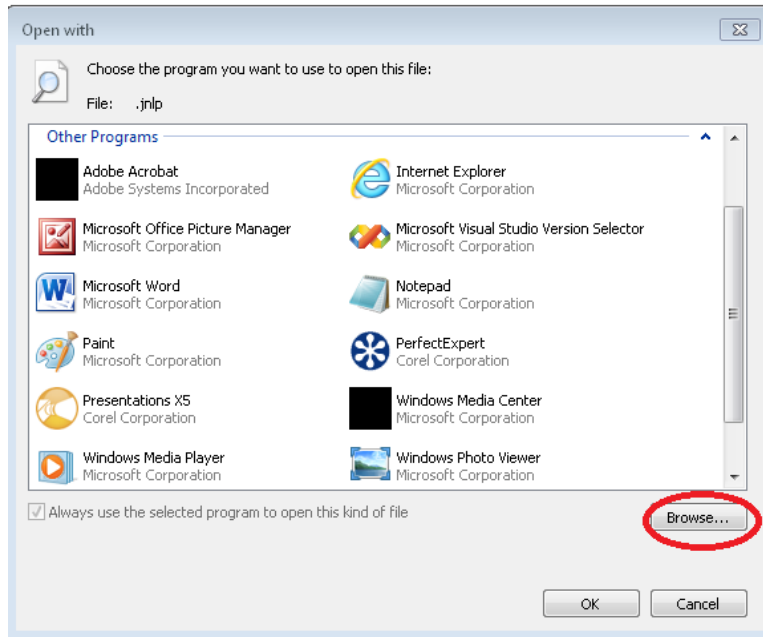 Open with
Choose the program you want to use to open this file:
File: .jnlp
Other Programs
Adobe Acrobat
Adobe Systems Incorporated
Internet Explorer
Microsoft Corporation
Microsoft Office Picture Manager
Microsoft Corporation
Microsoft Visual Studio Version Selector
Microsoft Corporation
Microsoft Word
Microsoft Corporation
Notepad
Microsoft Corporation
Paint
Microsoft Corporation
PerfectExpert
Corel Corporation
Presentations X5
Corel Corporation
Windows Media Center
Microsoft Corporation
Windows Media Player
Microsoft Corporation
Windows Photo Viewer
Microsoft Corporation
Always use the selected program to open this kind of file
Browse...
OK
Cancel